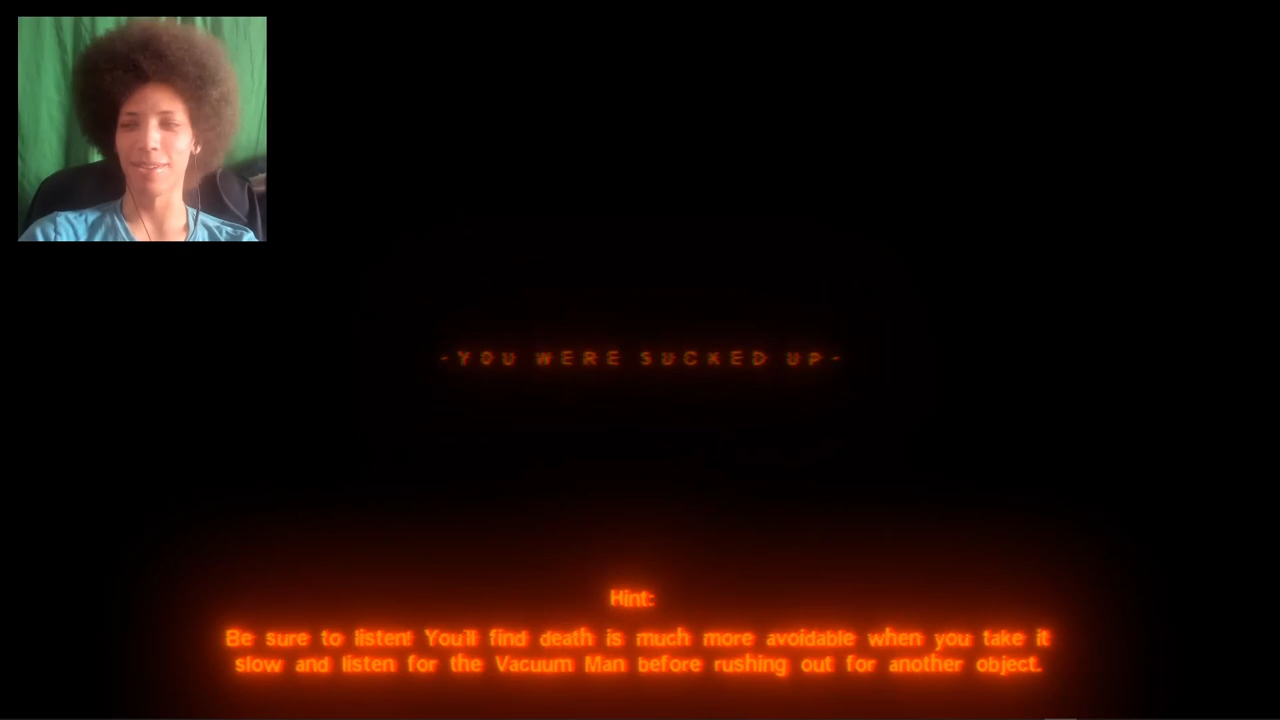 -YOU WERE SUCKED UP-
Hint:
Be sure to listen! You'll find death is much more avoidable when you take it
slow and listen for the Vacuum Man before rushing out for another object.